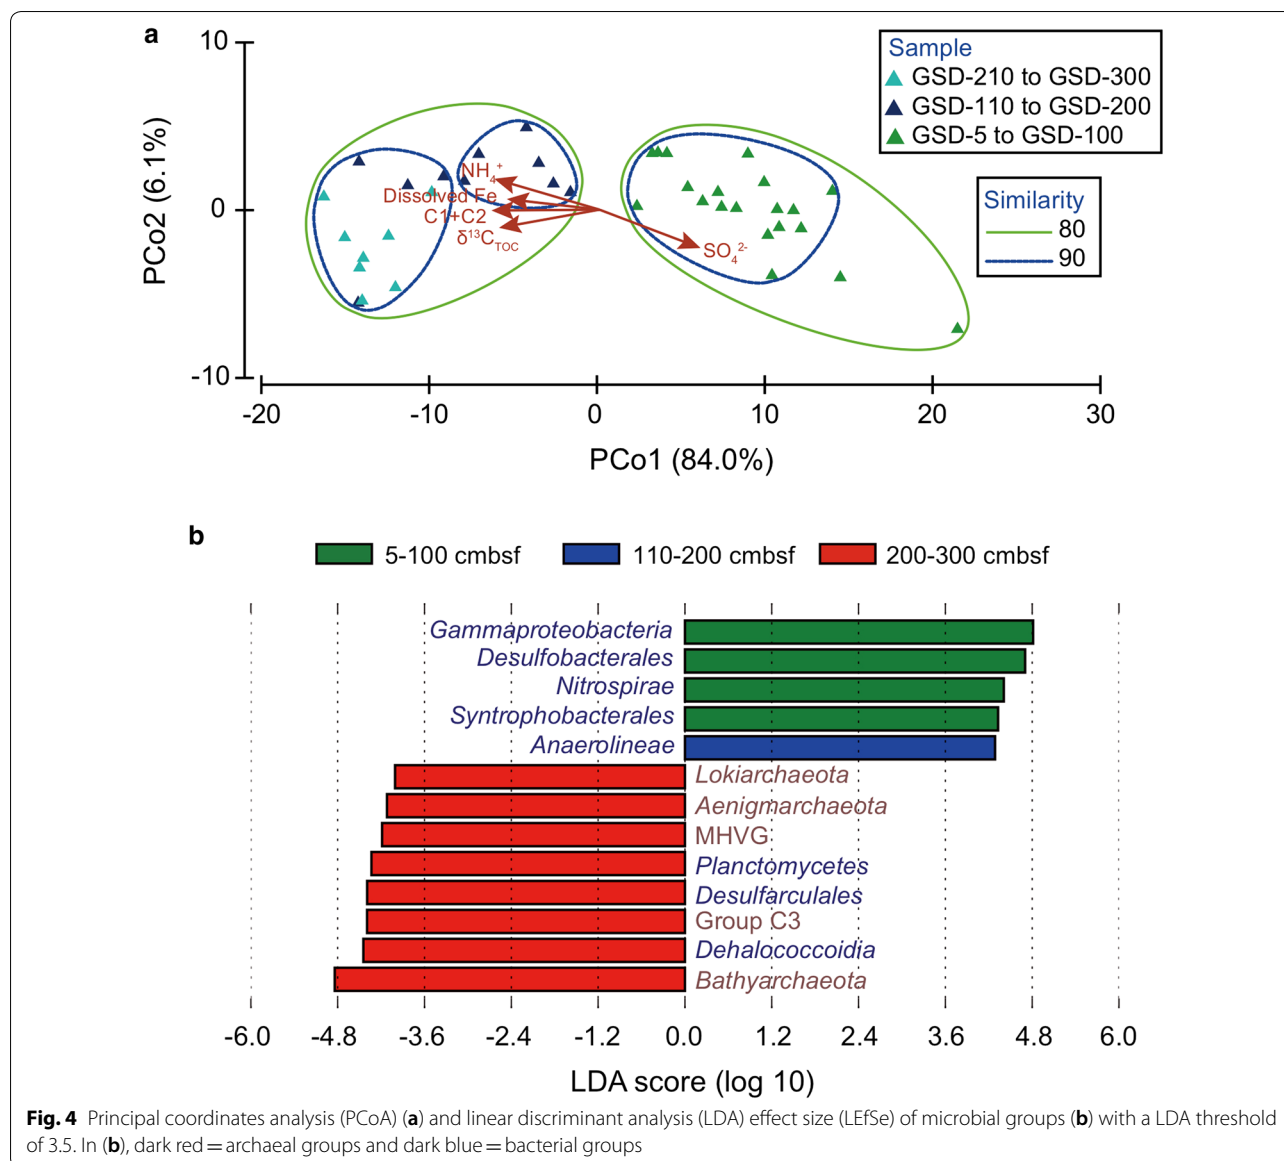 a
10
0
-10
PCo2 (6.1%)
-20 -10 0 10 20 30
PCo1 (84.0%)
Sample
GSD-210 to GSD-300
GSD-110 to GSD-200
GSD-5 to GSD-100
Similarity
80
90
NH₄⁺
Dissolved Fe
C1+C2
δ¹³C_TOC
SO₄²⁻
b
5-100 cmbsf 110-200 cmbsf 200-300 cmbsf
Gammaproteobacteria
Desulfobacterales
Nitrospirae
Syntrophobacterales
Anaerolineae
Lokiarchaeota
Aenigmarchaeota
MHVG
Planctomycetes
Desulfarculales
Group C3
Dehalococcoidia
Bathyarchaeota
-6.0 -4.8 -3.6 -2.4 -1.2 0.0 1.2 2.4 3.6 4.8 6.0
LDA score (log 10)
Fig. 4 Principal coordinates analysis (PCoA) (a) and linear discriminant analysis (LDA) effect size (LEfSe) of microbial groups (b) with a LDA threshold
of 3.5. In (b), dark red = archaeal groups and dark blue = bacterial groups